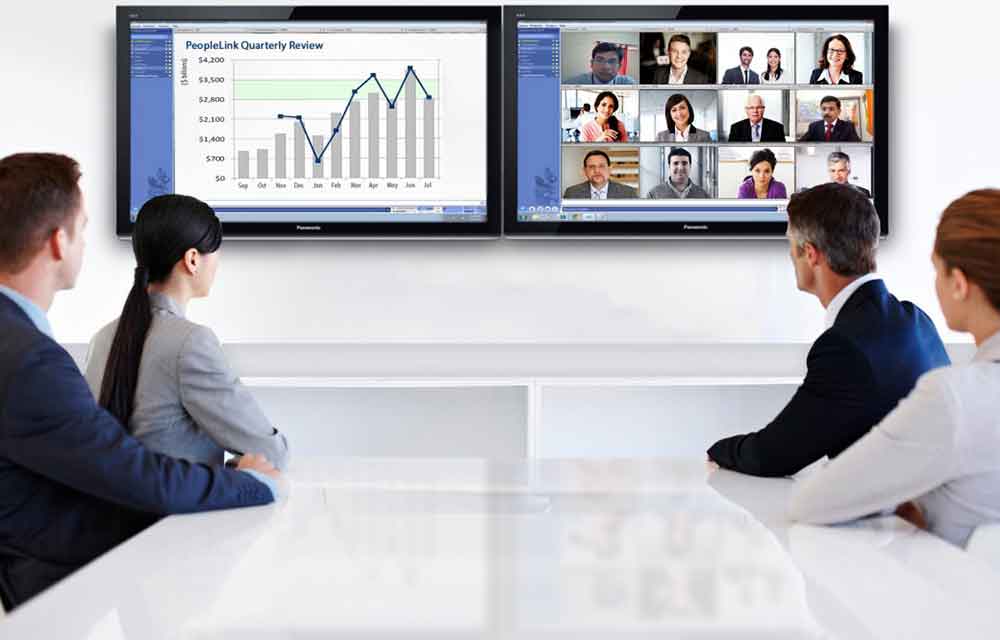 PeopleLink Quarterly Review
($ billions)
$4,200
$3,500
$2,800
$2,100
$1,400
$700
$0
Sep Oct Nov Dec Jan Feb Mar Apr May Jun Jul
Panasonic
Panasonic